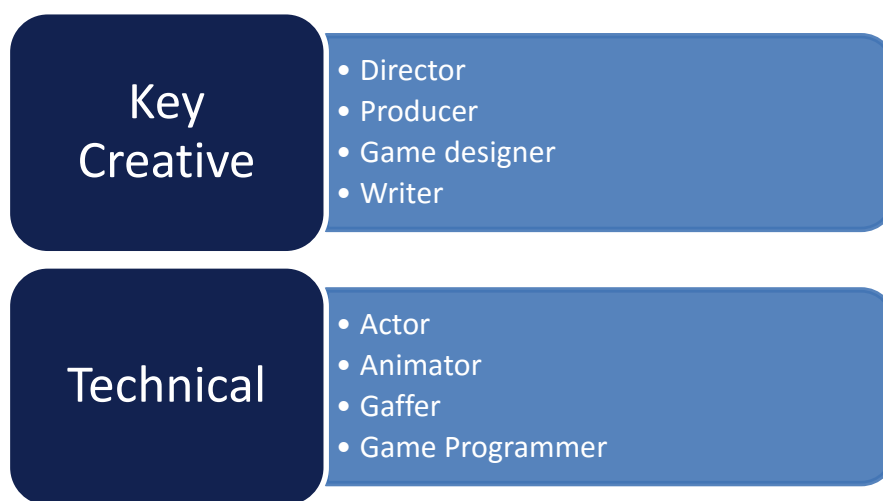 Key
Creative
• Director
• Producer
• Game designer
• Writer
Technical
• Actor
• Animator
• Gaffer
• Game Programmer